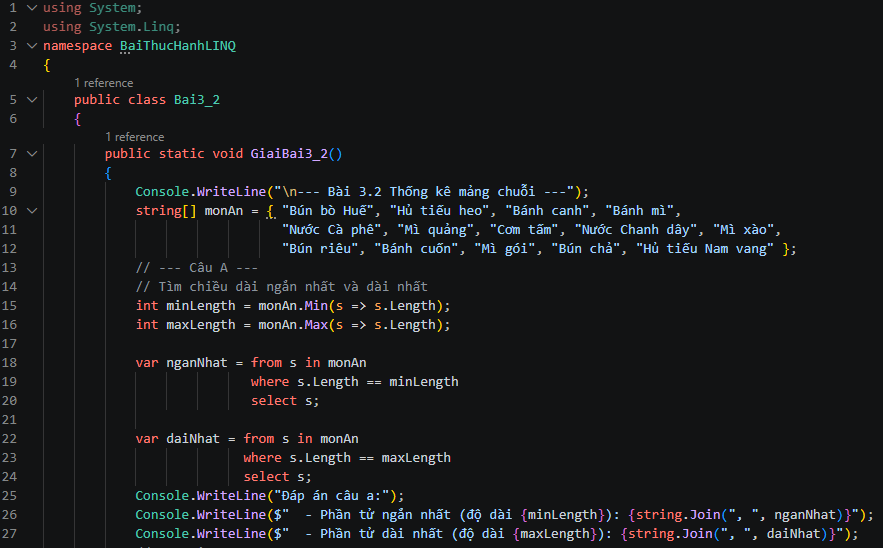 1 using System;
2 using System.Linq;
3 namespace BaiThucHanhLINQ
4 {
1 reference
5 public class Bai3_2
6 {
1 reference
7 public static void GiaiBai3_2()
8 {
9 Console.WriteLine("\n--- Bài 3.2 Thống kê mảng chuỗi ---");
10 string[] monAn = { "Bún bò Huế", "Hủ tiếu heo", "Bánh canh", "Bánh mì",
11 "Nước Cà phê", "Mì quảng", "Cơm tấm", "Nước Chanh dây", "Mì xào",
12 "Bún riêu", "Bánh cuốn", "Mì gói", "Bún chả", "Hủ tiếu Nam vang" };
13 // --- Câu A ---
14 // Tìm chiều dài ngắn nhất và dài nhất
15 int minLength = monAn.Min(s => s.Length);
16 int maxLength = monAn.Max(s => s.Length);
17
18 var nganNhat = from s in monAn
19 where s.Length == minLength
20 select s;
21
22 var daiNhat = from s in monAn
23 where s.Length == maxLength
24 select s;
25 Console.WriteLine("Đáp án câu a:");
26 Console.WriteLine($" - Phần tử ngắn nhất (độ dài {minLength}): {string.Join(", ", nganNhat)}");
27 Console.WriteLine($" - Phần tử dài nhất (độ dài {maxLength}): {string.Join(", ", daiNhat)}");